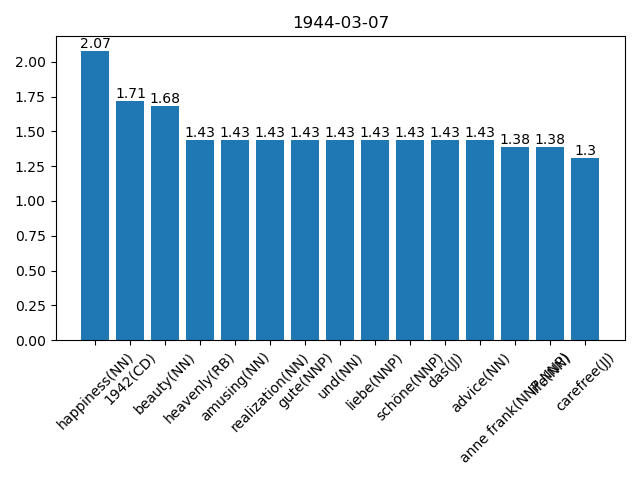 1944-03-07
2.07
1.71
1.68
1.43
1.43
1.43
1.43
1.43
1.43
1.43
1.43
1.43
1.38
1.38
1.3
2.00
1.75
1.50
1.25
1.00
0.75
0.50
0.25
0.00
happiness(NN)
1942(CD)
beauty(NN)
heavenly(RB)
amusing(NN)
realization(NN)
gute(NNP)
und(NN)
liebe(NNP)
schöne(NNP)
das(JJ)
advice(NN)
anne frank
carefree(JJ)